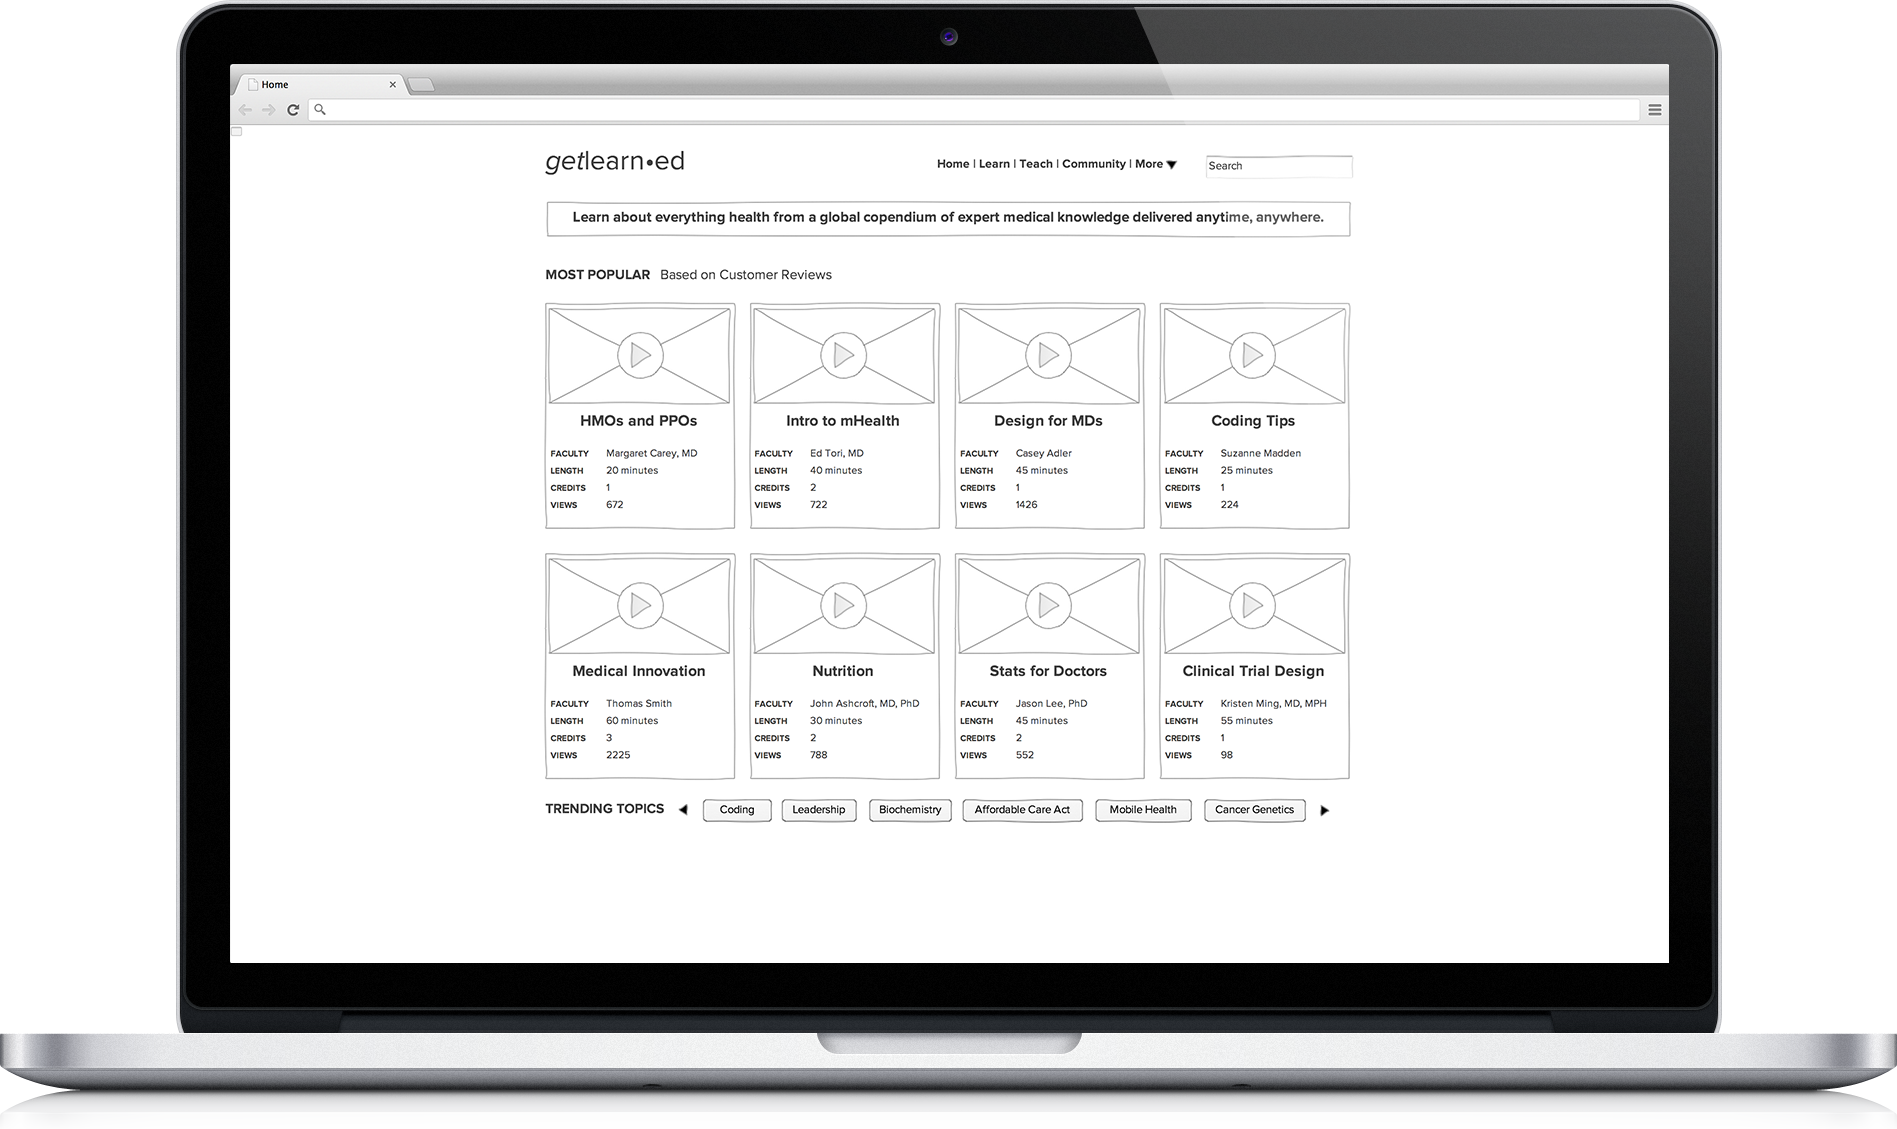 Home
getlearn•ed
Home | Learn | Teach | Community | More
Search
Learn about everything health from a global copendium of expert medical knowledge delivered anytime, anywhere.
MOST POPULAR Based on Customer Reviews
HMOs and PPOs
FACULTY Margaret Carey, MD
LENGTH 20 minutes
CREDITS 1
VIEWS 672
Intro to mHealth
FACULTY Ed Tori, MD
LENGTH 40 minutes
CREDITS 2
VIEWS 722
Design for MDs
FACULTY Casey Adler
LENGTH 45 minutes
CREDITS 1
VIEWS 1426
Coding Tips
FACULTY Suzanne Madden
LENGTH 25 minutes
CREDITS 1
VIEWS 224
Medical Innovation
FACULTY Thomas Smith
LENGTH 60 minutes
CREDITS 3
VIEWS 2225
Nutrition
FACULTY John Ashcroft, MD, PhD
LENGTH 30 minutes
CREDITS 2
VIEWS 788
Stats for Doctors
FACULTY Jason Lee, PhD
LENGTH 45 minutes
CREDITS 2
VIEWS 552
Clinical Trial Design
FACULTY Kristen Ming, MD, MPH
LENGTH 55 minutes
CREDITS 1
VIEWS 98
TRENDING TOPICS Coding Leadership Biochemistry Affordable Care Act Mobile Health Cancer Genetics